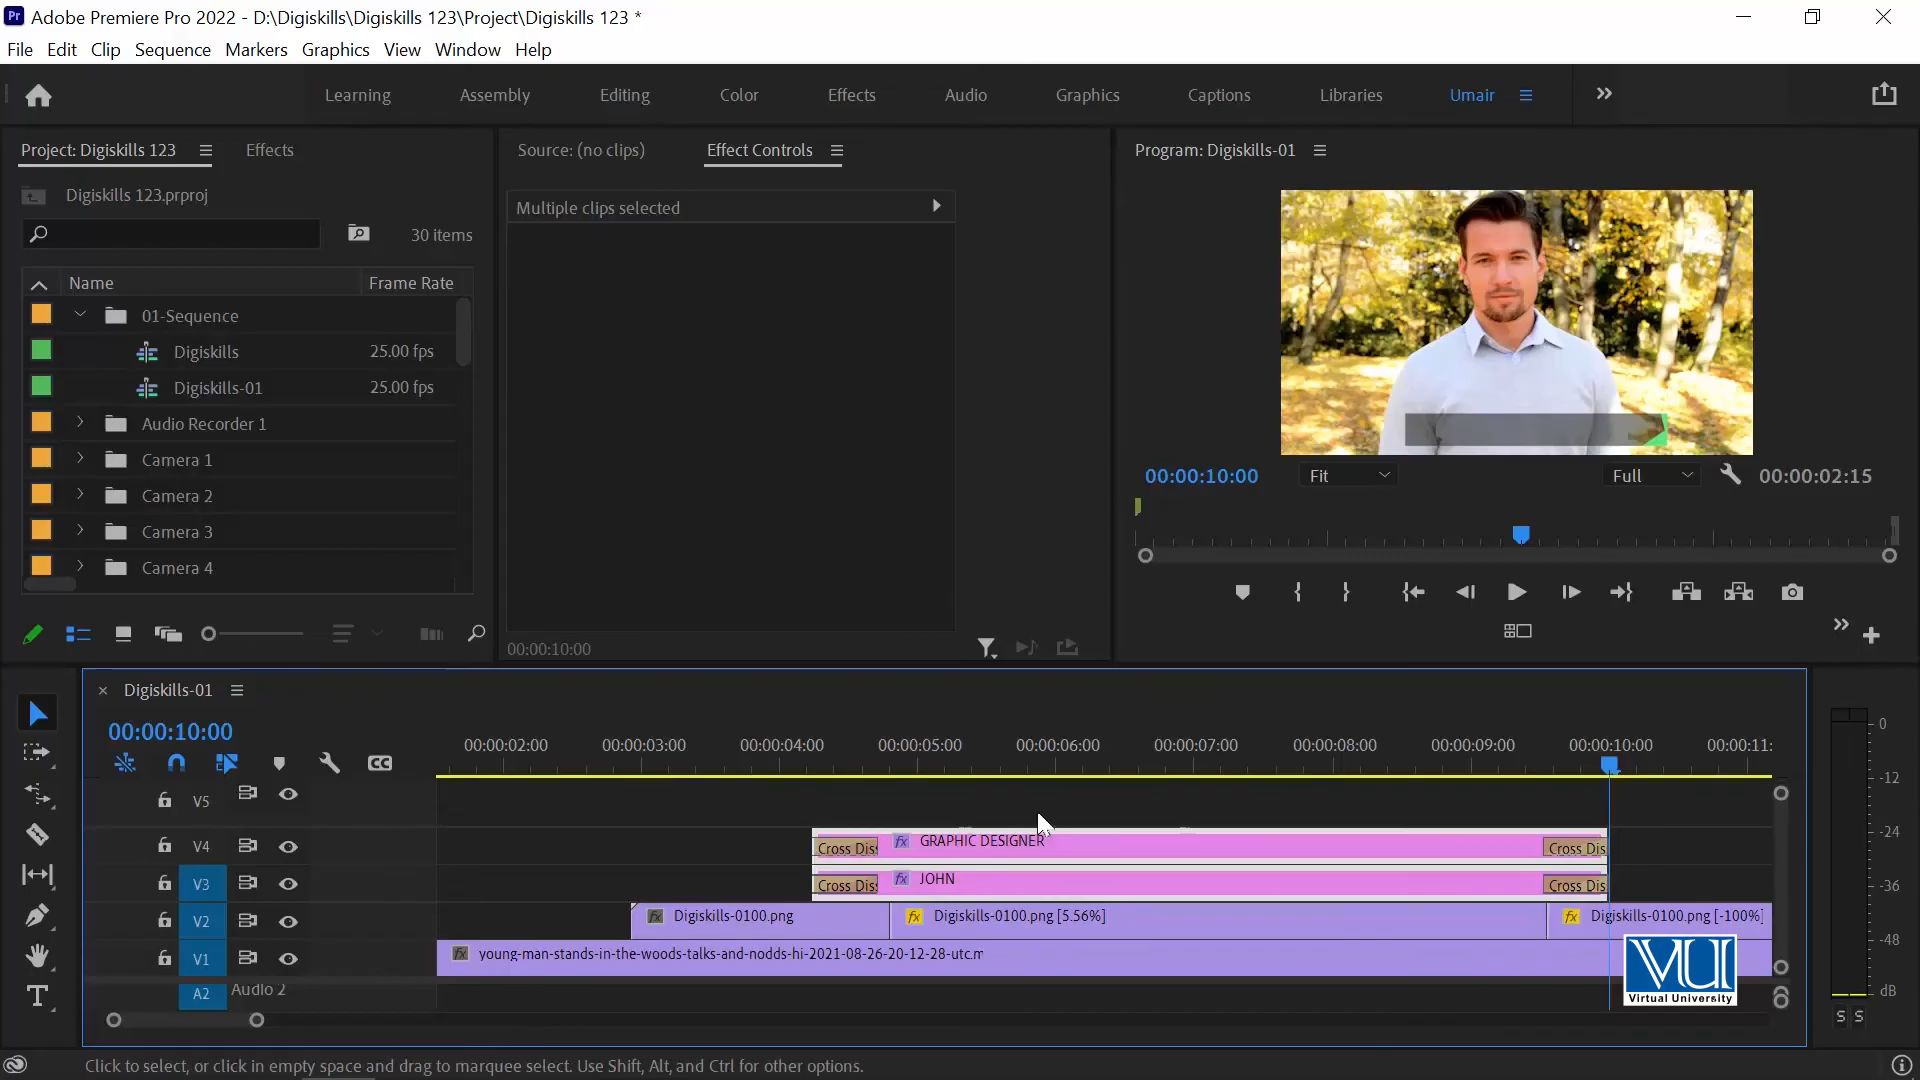 Adobe Premiere Pro 2022 - D:\Digiskills\Digiskills 123\Project\Digiskills 123 *
File Edit Clip Sequence Markers Graphics View Window Help
Learning Assembly Editing Color Effects Audio Graphics Captions Libraries Umair
Project: Digiskills 123 Effects
Source: (no clips) Effect Controls
Program: Digiskills-01
Digiskills 123.prproj
Multiple clips selected
30 items
Name Frame Rate
01-Sequence
Digiskills 25.00 fps
Digiskills-01 25.00 fps
Audio Recorder 1
Camera 1
Camera 2
Camera 3
Camera 4
00:00:10:00
00:00:10:00 Fit Full 00:00:02:15
Digiskills-01
00:00:10:00
00:00:02:00 00:00:03:00 00:00:04:00 00:00:05:00 00:00:06:00 00:00:07:00 00:00:08:00 00:00:09:00 00:00:10:00 00:00:11:
V5
V4 Cross Dis fx GRAPHIC DESIGNER Cross Dis
V3 Cross Dis fx JOHN Cross Dis
V2 fx Digiskills-0100.png fx Digiskills-0100.png [5.56%] fx Digiskills-0100.png [-100%]
V1 fx young-man-stands-in-the-woods-talks-and-nodds-hi-2021-08-26-20-12-28-utc.m
A2 Audio 2
VU
Virtual University
0
-12
-24
-36
-48
dB
S S
Click to select, or click in empty space and drag to marquee select. Use Shift, Alt, and Ctrl for other options.